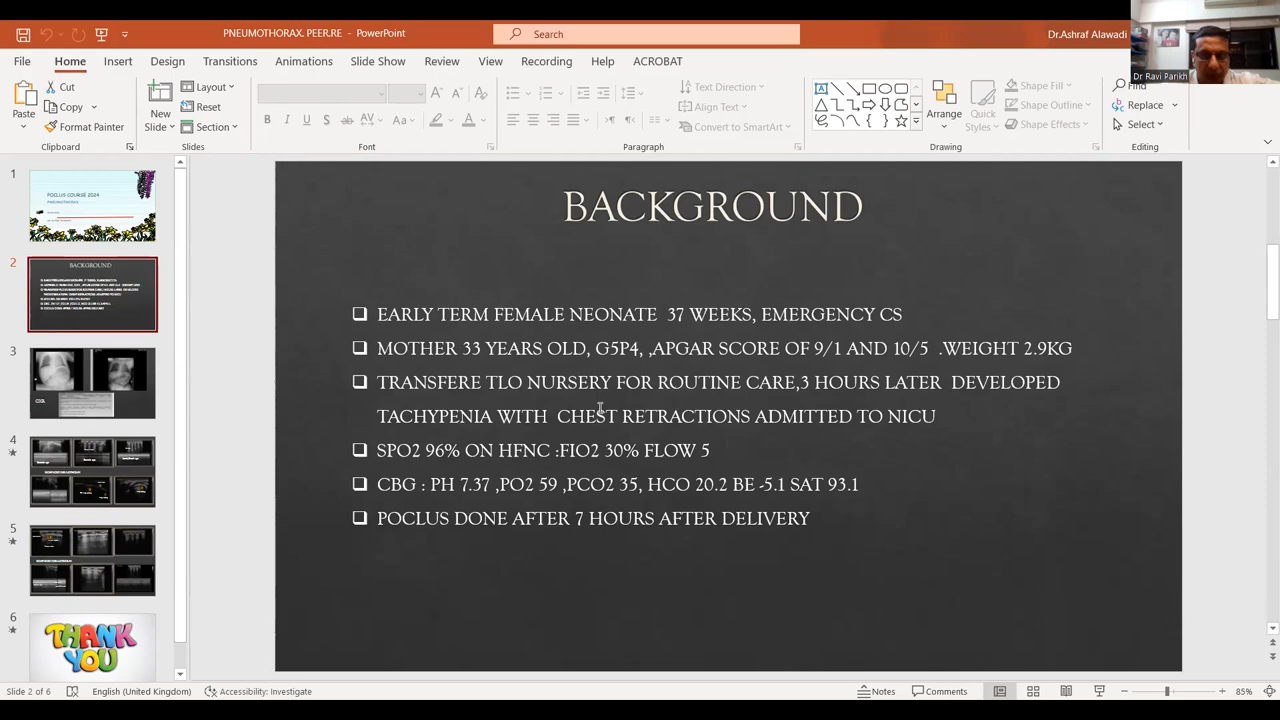 PNEUMOTHORAX. PEER.RE - PowerPoint
Search
Dr.Ashraf Alawadi
Dr Ravi Parikh
File Home Insert Design Transitions Animations Slide Show Review View Recording Help ACROBAT
Paste
Cut
Copy
Format Painter
Clipboard
New Slide
Layout
Reset
Section
Slides
Font
Text Direction
Align Text
Convert to SmartArt
Paragraph
Arrange
Quick Styles
Shape Fill
Shape Outline
Shape Effects
Drawing
Find
Replace
Select
Editing
1
POCLUS COURSE 2024
PNEUMOTHORAX
2
BACKGROUND
3
4
5
6
THANK YOU
BACKGROUND
EARLY TERM FEMALE NEONATE 37 WEEKS, EMERGENCY CS
MOTHER 33 YEARS OLD, G5P4, ,APGAR SCORE OF 9/1 AND 10/5 .WEIGHT 2.9KG
TRANSFERE TLO NURSERY FOR ROUTINE CARE,3 HOURS LATER DEVELOPED
TACHYPENIA WITH CHEST RETRACTIONS ADMITTED TO NICU
SPO2 96% ON HFNC :FIO2 30% FLOW 5
CBG : PH 7.37 ,PO2 59 ,PCO2 35, HCO 20.2 BE -5.1 SAT 93.1
POCLUS DONE AFTER 7 HOURS AFTER DELIVERY
Slide 2 of 6 English (United Kingdom) Accessibility: Investigate Notes Comments 85%